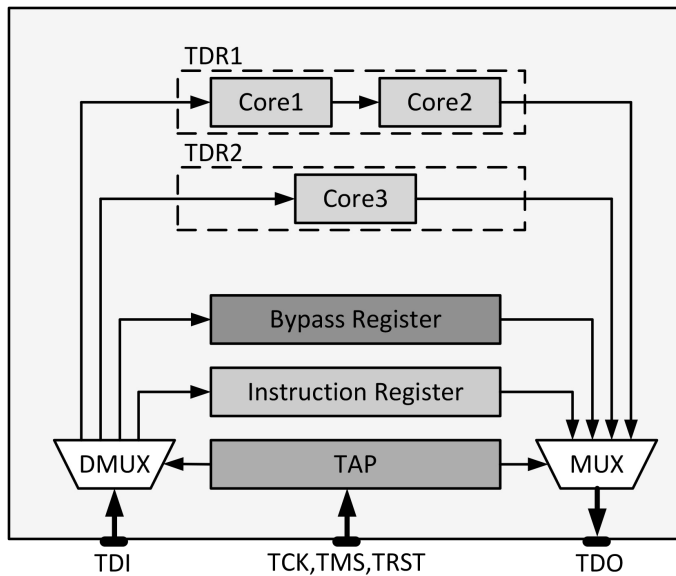 TDR1
Core1 Core2
TDR2
Core3
Bypass Register
Instruction Register
DMUX TAP MUX
TDI TCK,TMS,TRST TDO